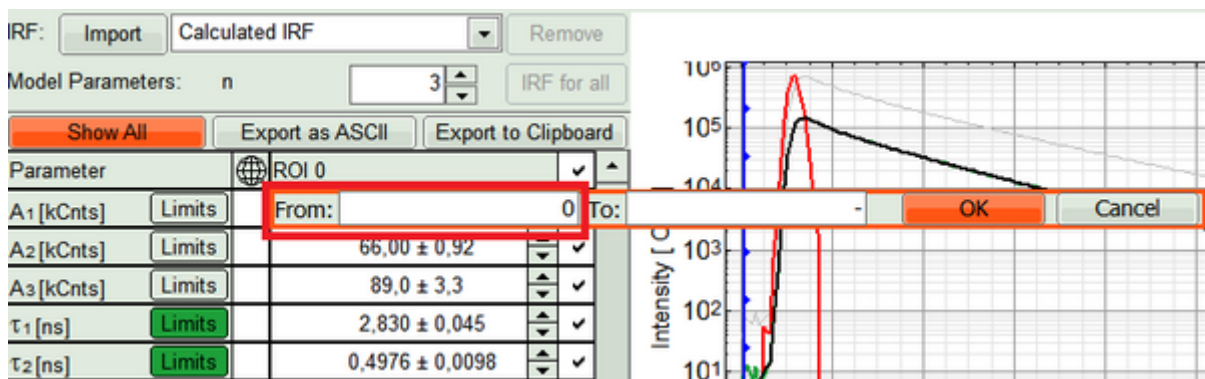 IRF: Import Calculated IRF Remove
Model Parameters: n 3 IRF for all
Show All Export as ASCII Export to Clipboard
Parameter ROI 0
A1[kCnts] Limits From: 0 To: - OK Cancel
A2[kCnts] Limits 66,00 ± 0,92
A3[kCnts] Limits 89,0 ± 3,3
τ1[ns] Limits 2,830 ± 0,045
τ2[ns] Limits 0,4976 ± 0,0098
10⁶
10⁵
10⁴
10³
10²
10¹
Intensity [ C